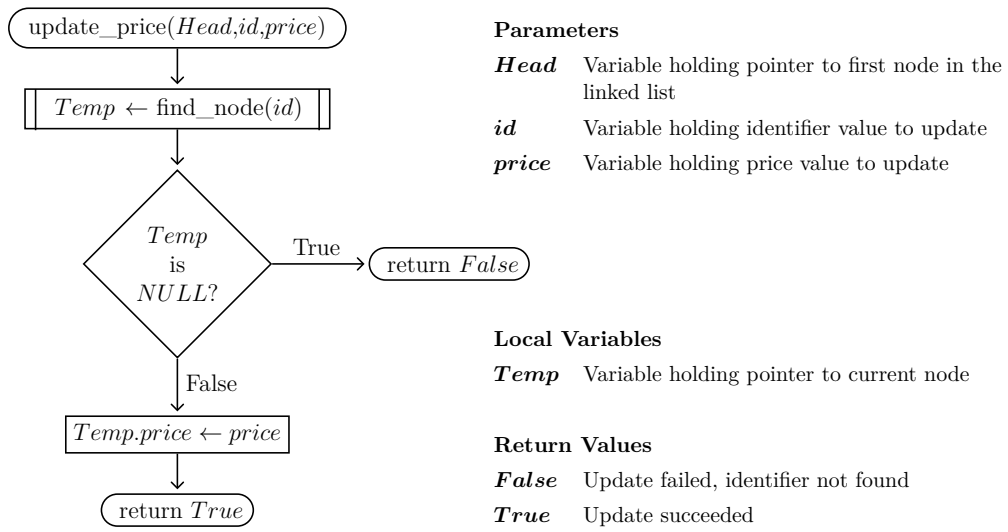 update_price(Head,id,price)
Temp ← find_node(id)
Temp
is
NULL?
True
return False
False
Temp.price ← price
return True
Parameters
Head Variable holding pointer to first node in the
linked list
id Variable holding identifier value to update
price Variable holding price value to update
Local Variables
Temp Variable holding pointer to current node
Return Values
False Update failed, identifier not found
True Update succeeded